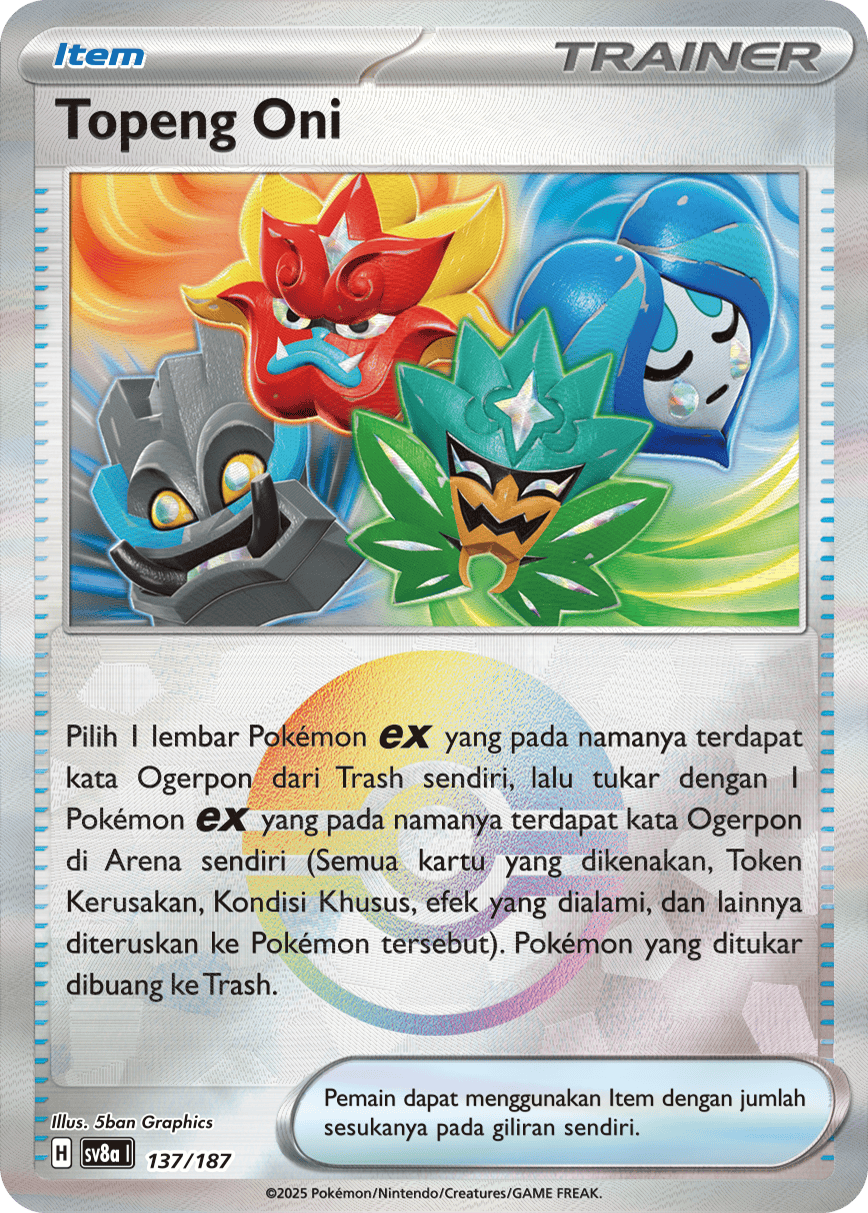 Item
TRAINER
Topeng Oni
Pilih 1 lembar Pokémon ex yang pada namanya terdapat
kata Ogerpon dari Trash sendiri, lalu tukar dengan 1
Pokémon ex yang pada namanya terdapat kata Ogerpon
di Arena sendiri (Semua kartu yang dikenakan, Token
Kerusakan, Kondisi Khusus, efek yang dialami, dan lainnya
diteruskan ke Pokémon tersebut). Pokémon yang ditukar
dibuang ke Trash.
Pemain dapat menggunakan Item dengan jumlah
sesukanya pada giliran sendiri.
Illus. 5ban Graphics
H sv8a I 137/187
©2025 Pokémon/Nintendo/Creatures/GAME FREAK.